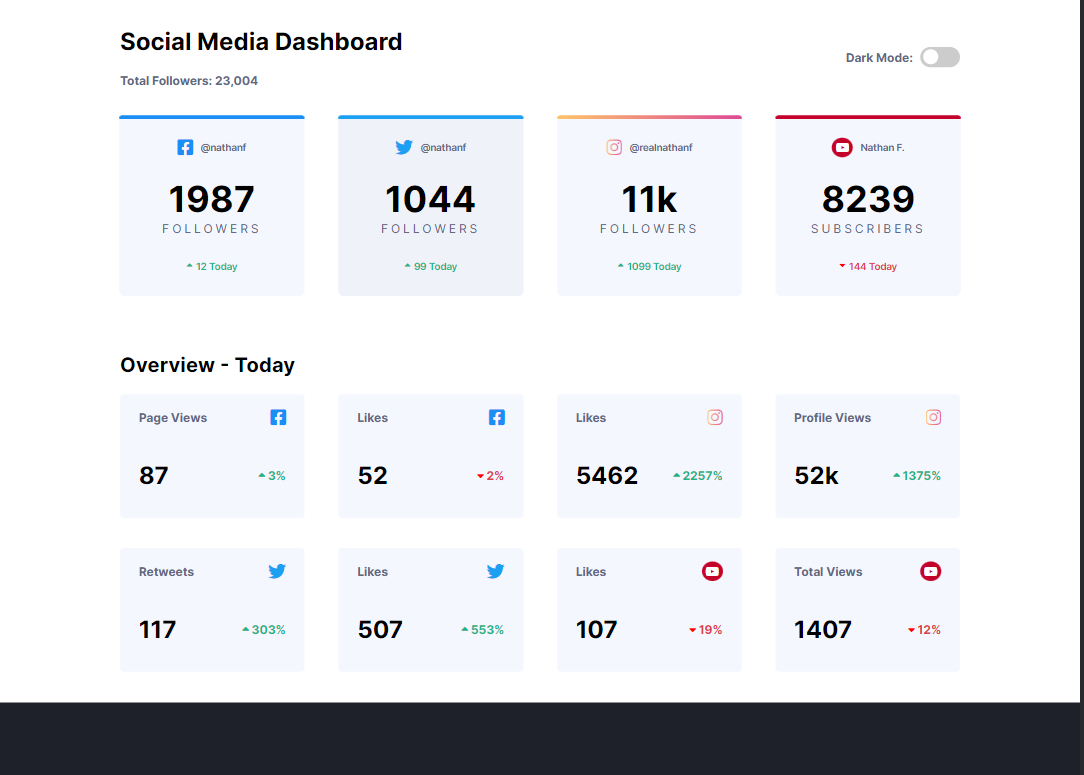 Social Media Dashboard
Total Followers: 23,004
Dark Mode:
@nathanf
1987
FOLLOWERS
12 Today
@nathanf
1044
FOLLOWERS
99 Today
@realnathanf
11k
FOLLOWERS
1099 Today
Nathan F.
8239
SUBSCRIBERS
144 Today
Overview - Today
Page Views
87
3%
Likes
52
2%
Likes
5462
2257%
Profile Views
52k
1375%
Retweets
117
303%
Likes
507
553%
Likes
107
19%
Total Views
1407
12%